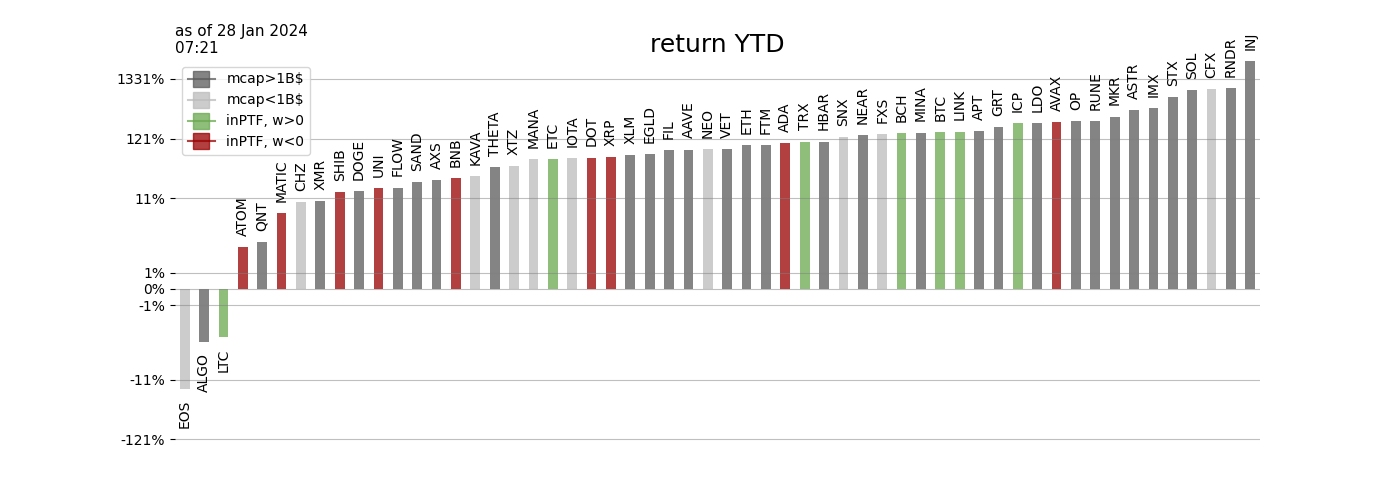 as of 28 Jan 2024
07:21
return YTD
1331%
121%
11%
1%
0%
-1%
-11%
-121%
mcap>1B$
mcap<1B$
inPTF, w>0
inPTF, w<0
EOS
ALGO
LTC
ATOM
QNT
MATIC
CHZ
XMR
SHIB
DOGE
UNI
FLOW
SAND
AXS
BNB
KAVA
THETA
XTZ
MANA
ETC
IOTA
DOT
XRP
XLM
EGLD
FIL
AAVE
NEO
VET
ETH
FTM
ADA
TRX
HBAR
SNX
NEAR
FXS
BCH
MINA
BTC
LINK
APT
GRT
ICP
LDO
AVAX
OP
RUNE
MKR
ASTR
IMX
STX
SOL
CFX
RNDR
INJ